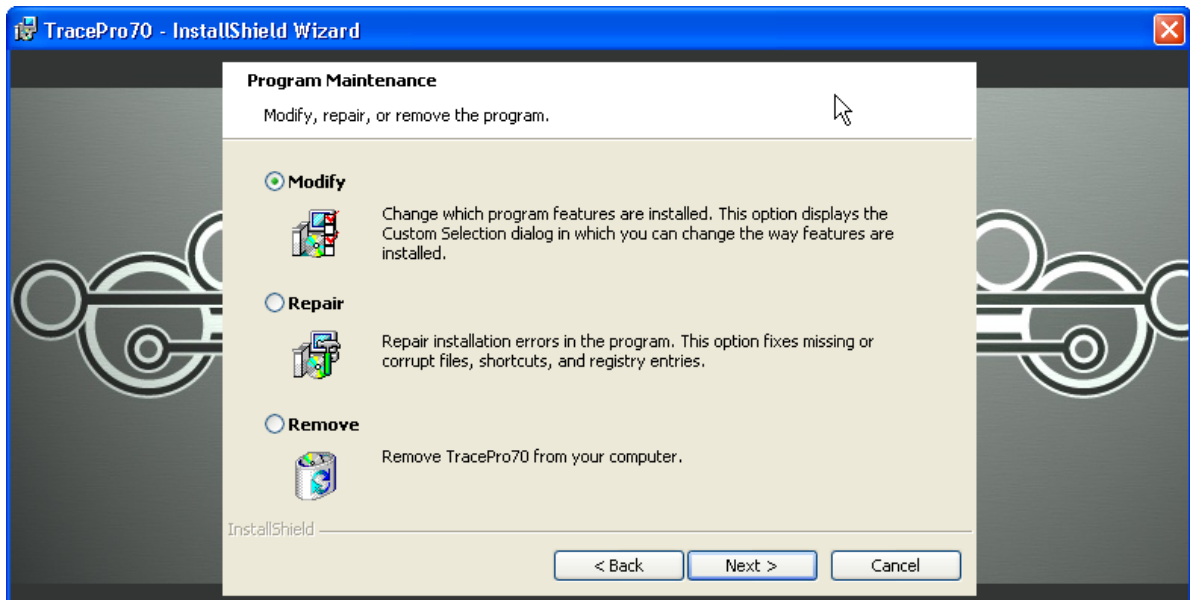 TracePro70 - InstallShield Wizard
Program Maintenance
Modify, repair, or remove the program.
Modify
Change which program features are installed. This option displays the
Custom Selection dialog in which you can change the way features are
installed.
Repair
Repair installation errors in the program. This option fixes missing or
corrupt files, shortcuts, and registry entries.
Remove
Remove TracePro70 from your computer.
InstallShield
< Back
Next >
Cancel